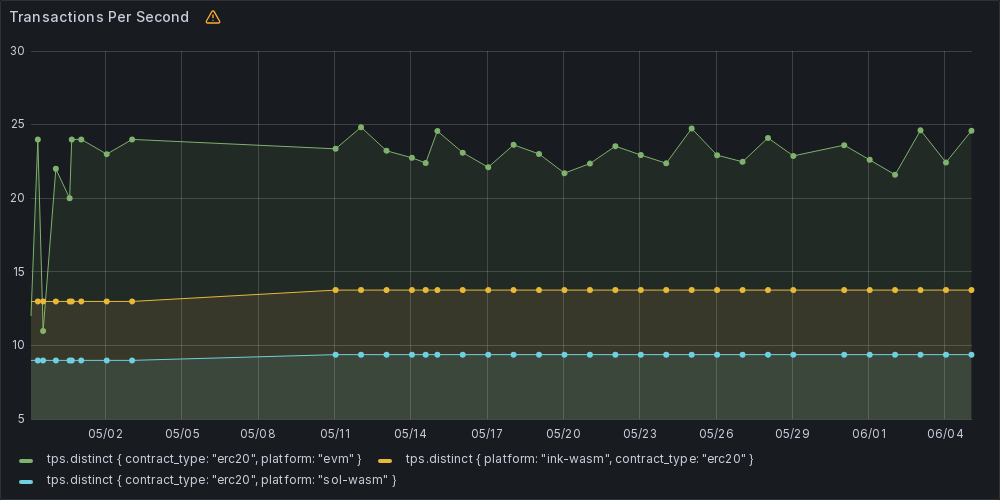 Transactions Per Second
30
25
20
15
10
5
05/02 05/05 05/08 05/11 05/14 05/17 05/20 05/23 05/26 05/29 06/01 06/04
tps.distinct { contract_type: "erc20", platform: "evm" } tps.distinct { platform: "ink-wasm", contract_type: "erc20" }
tps.distinct { contract_type: "erc20", platform: "sol-wasm" }